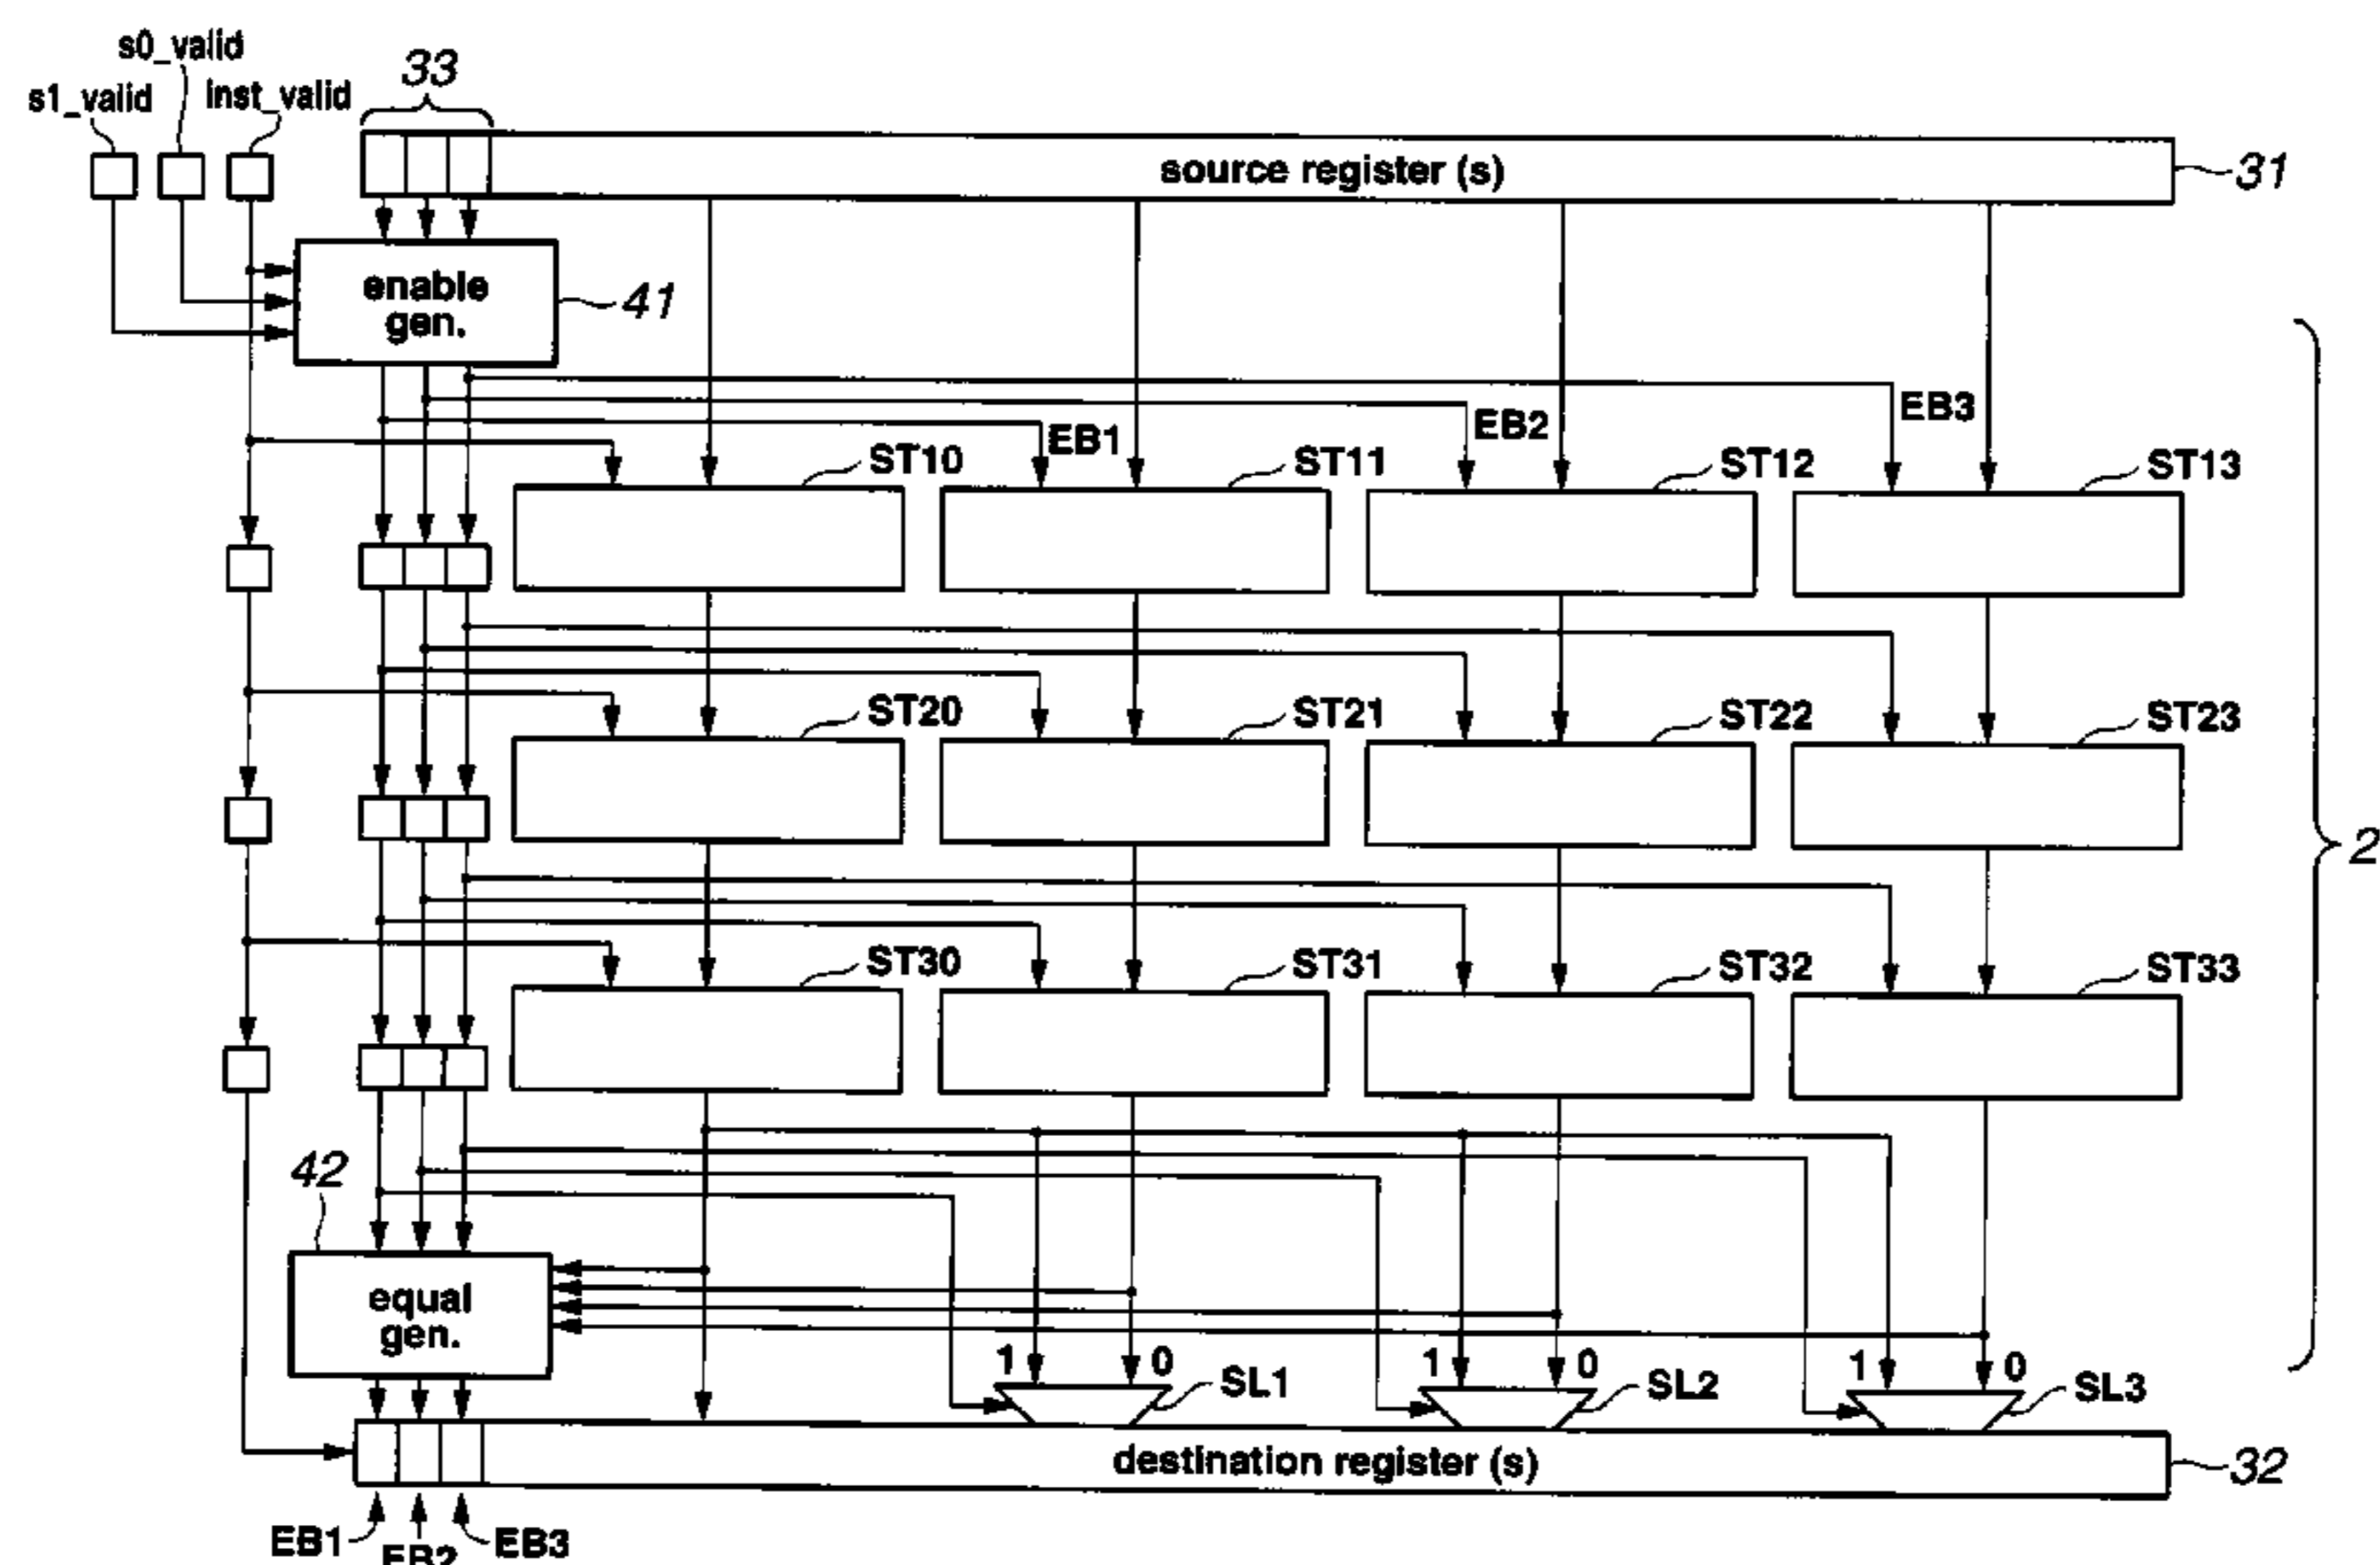 s0_valid
33
s1_valid
inst_valid
source register (s)
31
enable
gen.
41
EB1
EB2
EB3
ST10
ST11
ST12
ST13
2
ST20
ST21
ST22
ST23
ST30
ST31
ST32
ST33
42
equal
gen.
1
0
SL1
1
0
SL2
1
0
SL3
destination register (s)
32
EB1
EB2
EB3